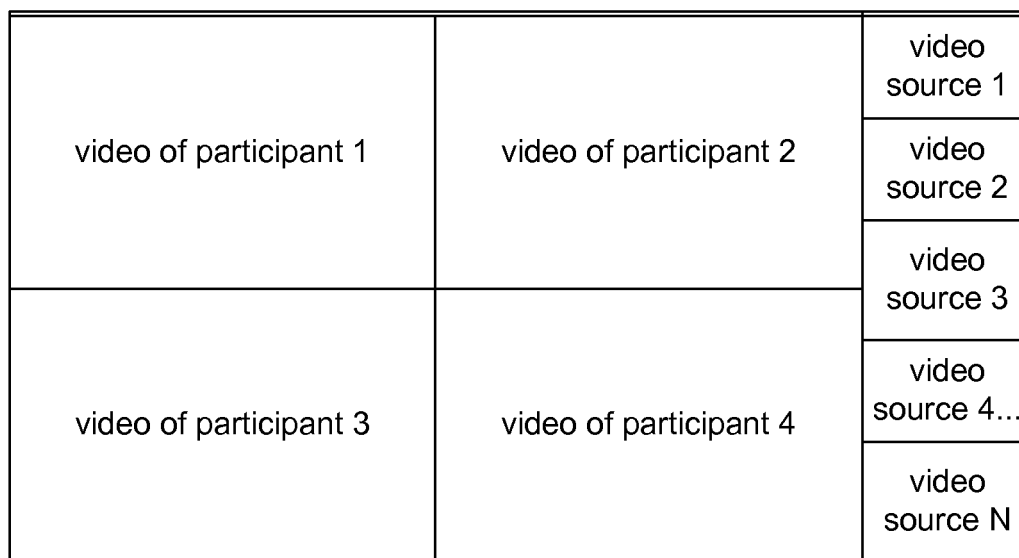 video of participant 1
video of participant 2
video
source 1
video
source 2
video
source 3
video of participant 3
video of participant 4
video
source 4...
video
source N